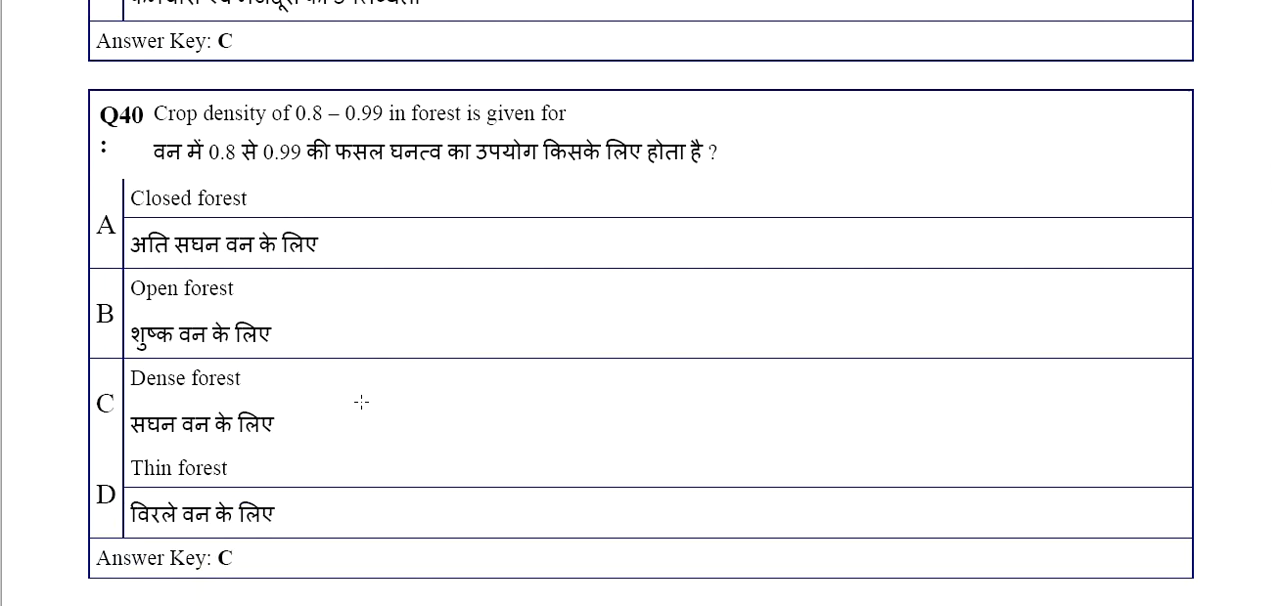 Answer Key: C
Q40 Crop density of 0.8 – 0.99 in forest is given for
: वन में 0.8 से 0.99 की फसल घनत्व का उपयोग किसके लिए होता है ?
A
Closed forest
अति सघन वन के लिए
B
Open forest
शुष्क वन के लिए
C
Dense forest
सघन वन के लिए
D
Thin forest
विरले वन के लिए
Answer Key: C